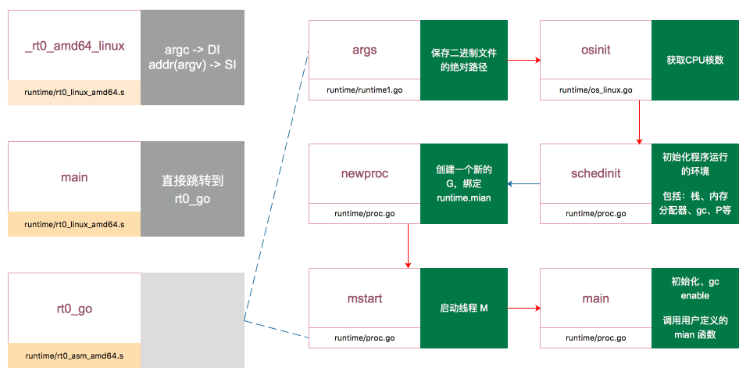 _rt0_amd64_linux
argc -> DI
addr(argv) -> SI
runtime/rt0_linux_amd64.s
main
直接跳转到
rt0_go
runtime/rt0_linux_amd64.s
rt0_go
runtime/rt0_asm_amd64.s
args
保存二进制文件
的绝对路径
runtime/runtime1.go
osinit
获取CPU核数
runtime/os_linux.go
newproc
创建一个新的
G，绑定
runtime.mian
runtime/proc.go
schedinit
初始化程序运行
的环境
包括：栈、内存
分配器、gc、P等
runtime/proc.go
mstart
启动线程 M
runtime/proc.go
main
初始化、gc
enable
调用用户定义的
mian 函数
runtime/proc.go